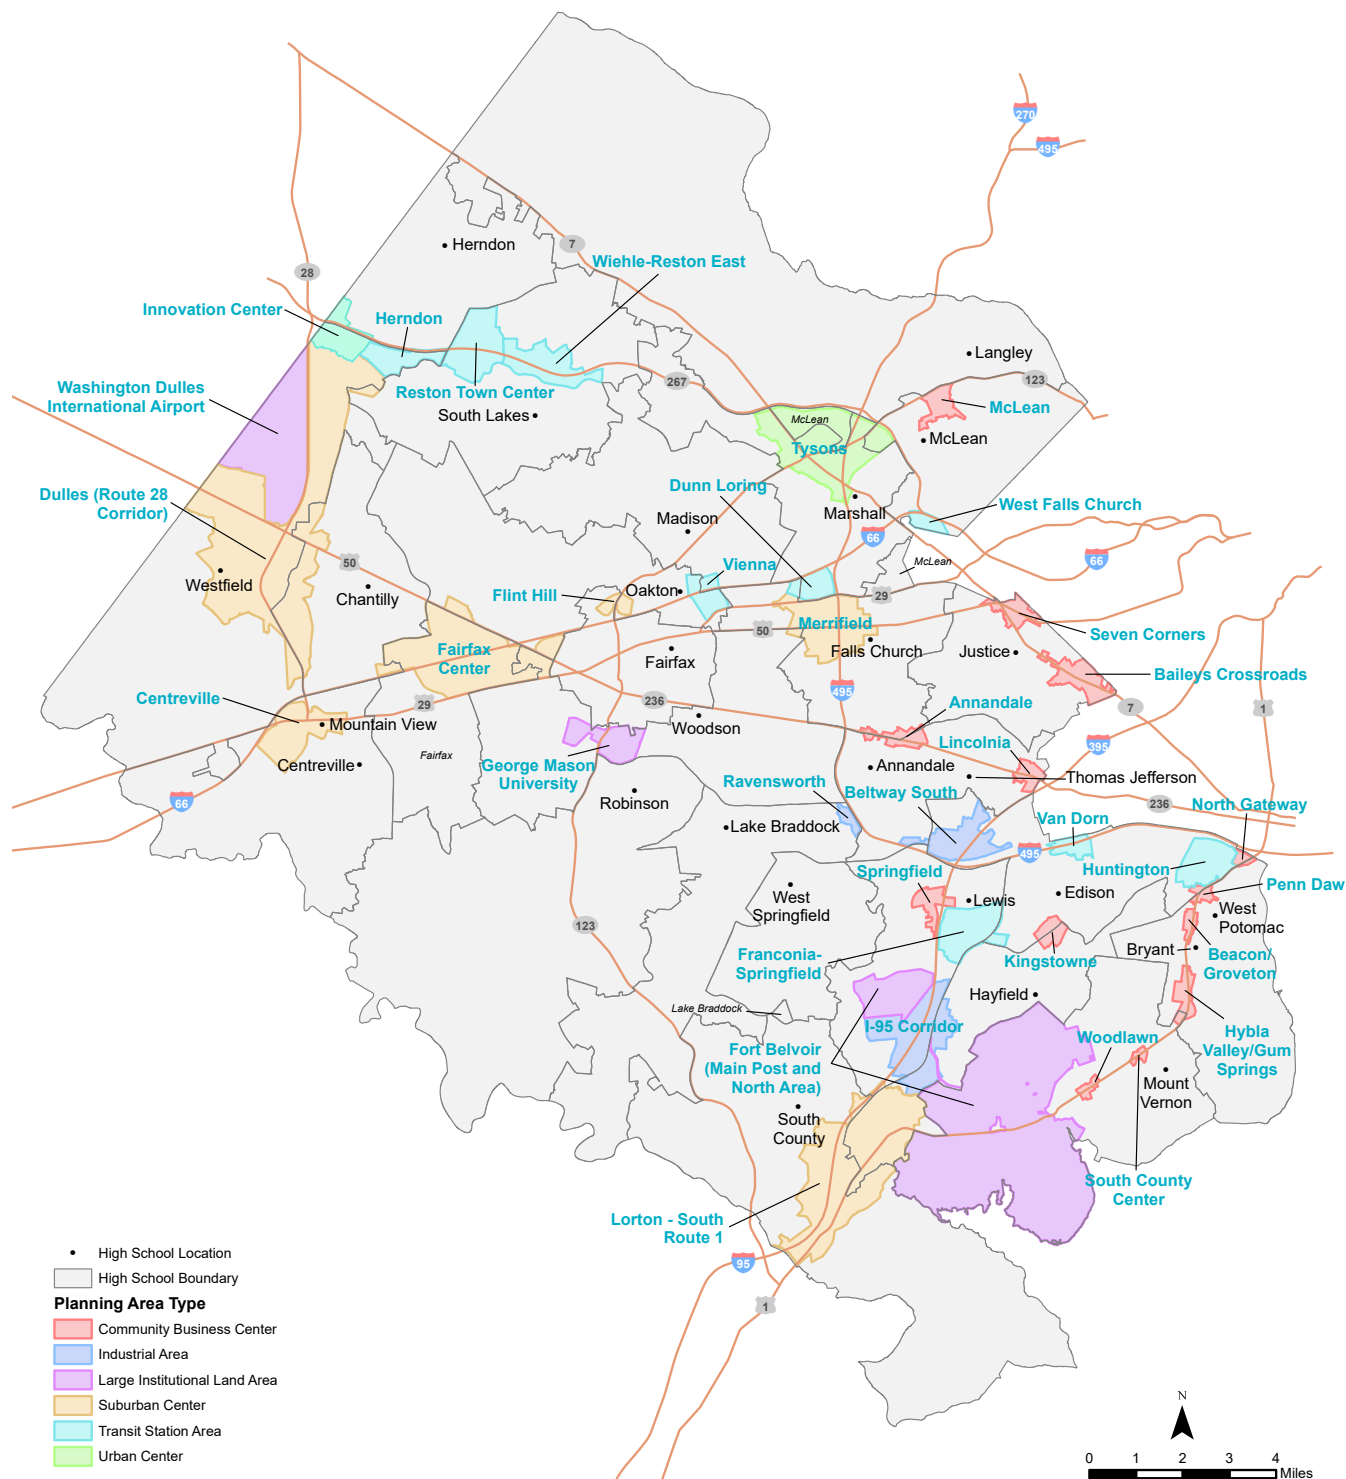 270
495
Herndon
7
28
Wiehle-Reston East
Innovation Center
Herndon
Langley
123
267
Washington Dulles
International Airport
Reston Town Center
South Lakes
McLean
McLean
McLean
Tysons
Dunn Loring
Dulles (Route 28
Corridor)
Marshall
West Falls Church
Madison
66
McLean
66
50
Vienna
Westfield
Chantilly
Flint Hill
Oakton
29
Merrifield
50
Seven Corners
Falls Church
Justice
Fairfax
Center
Fairfax
Baileys Crossroads
495
Centreville
29
236
Annandale
7
1
Mountain View
Woodson
Lincolnia
395
Fairfax
George Mason
University
Centreville
Annandale
Thomas Jefferson
Ravensworth
Beltway South
66
Robinson
236
North Gateway
Lake Braddock
Van Dorn
495
Springfield
Huntington
Penn Daw
West
Springfield
Lewis
Edison
West
Potomac
123
Franconia-
Springfield
Kingstowne
Bryant
Beacon/
Groveton
Hayfield
Lake Braddock
I-95 Corridor
Fort Belvoir
(Main Post and
North Area)
Woodlawn
Hybla
Valley/Gum
Springs
Mount
Vernon
South
County
South County
Center
Lorton - South
Route 1
95
1
High School Location
High School Boundary
Planning Area Type
Community Business Center
Industrial Area
Large Institutional Land Area
Suburban Center
Transit Station Area
Urban Center
N
0 1 2 3 4
Miles